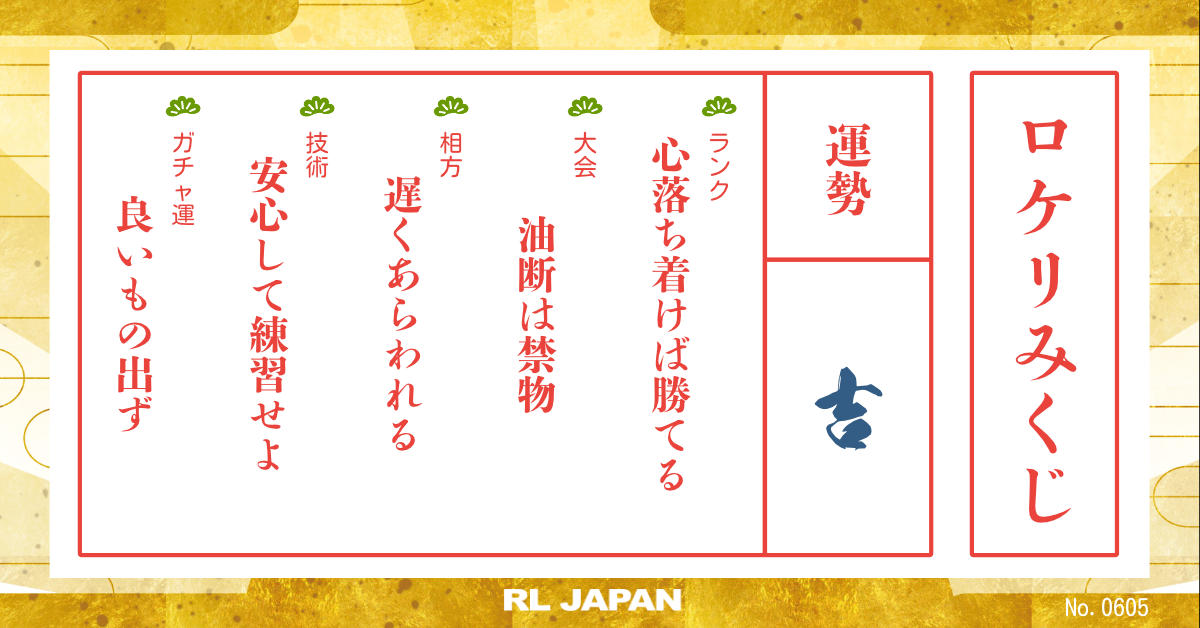 ロケリみくじ
運勢
吉
ランク
心落ち着けば勝てる
大会
油断は禁物
相方
遅くあらわれる
技術
安心して練習せよ
ガチャ運
良いもの出ず
RL JAPAN
No. 0605